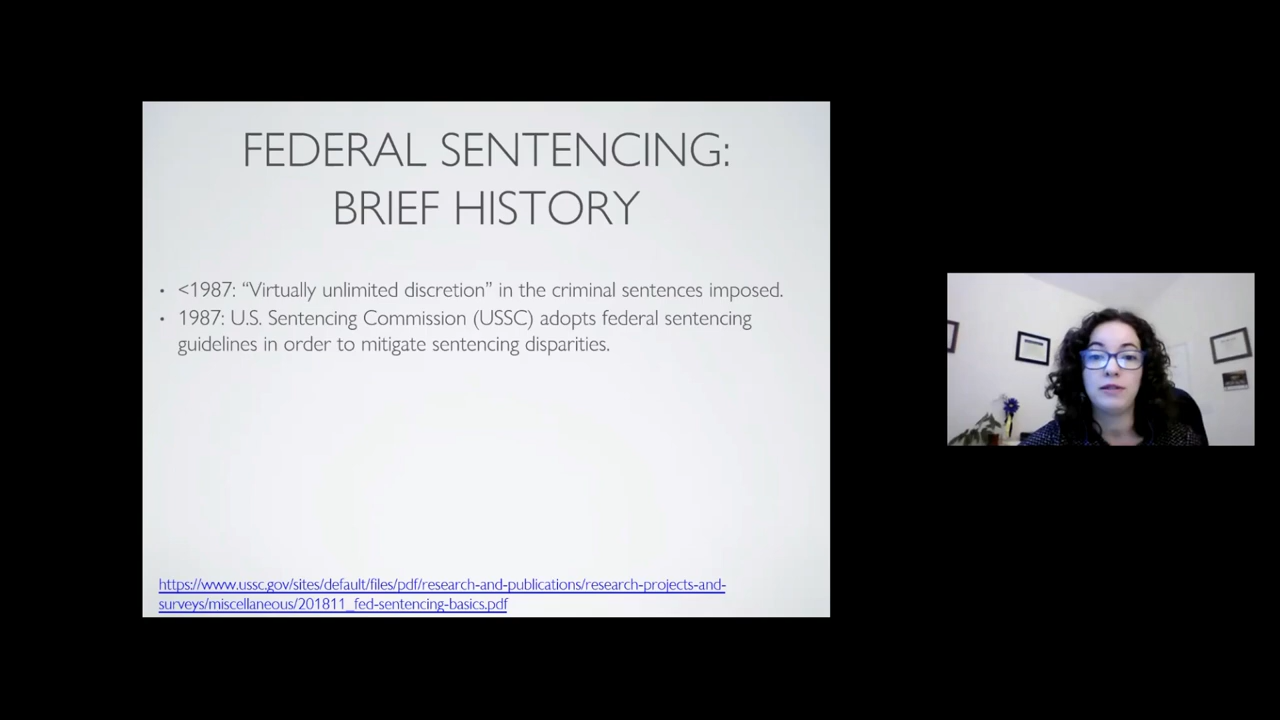 FEDERAL SENTENCING:
BRIEF HISTORY
• <1987: “Virtually unlimited discretion” in the criminal sentences imposed.
• 1987: U.S. Sentencing Commission (USSC) adopts federal sentencing
guidelines in order to mitigate sentencing disparities.
https://www.ussc.gov/sites/default/files/pdf/research-and-publications/research-projects-and-
surveys/miscellaneous/201811_fed-sentencing-basics.pdf